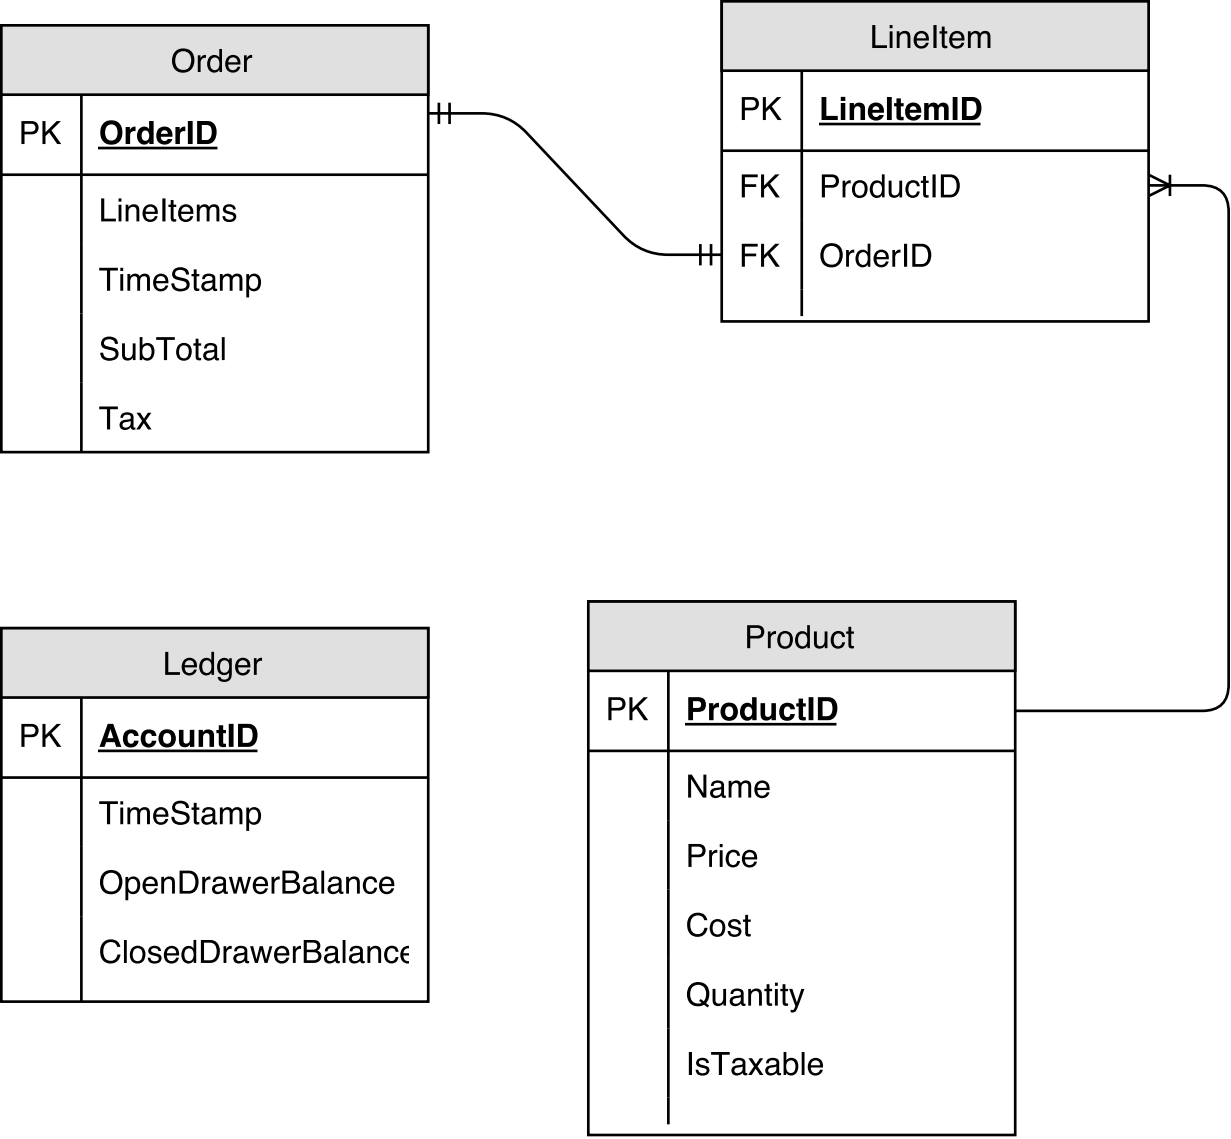 Order
PK OrderID
LineItems
TimeStamp
SubTotal
Tax
LineItem
PK LineItemID
FK ProductID
FK OrderID
Ledger
PK AccountID
TimeStamp
OpenDrawerBalance
ClosedDrawerBalance
Product
PK ProductID
Name
Price
Cost
Quantity
IsTaxable